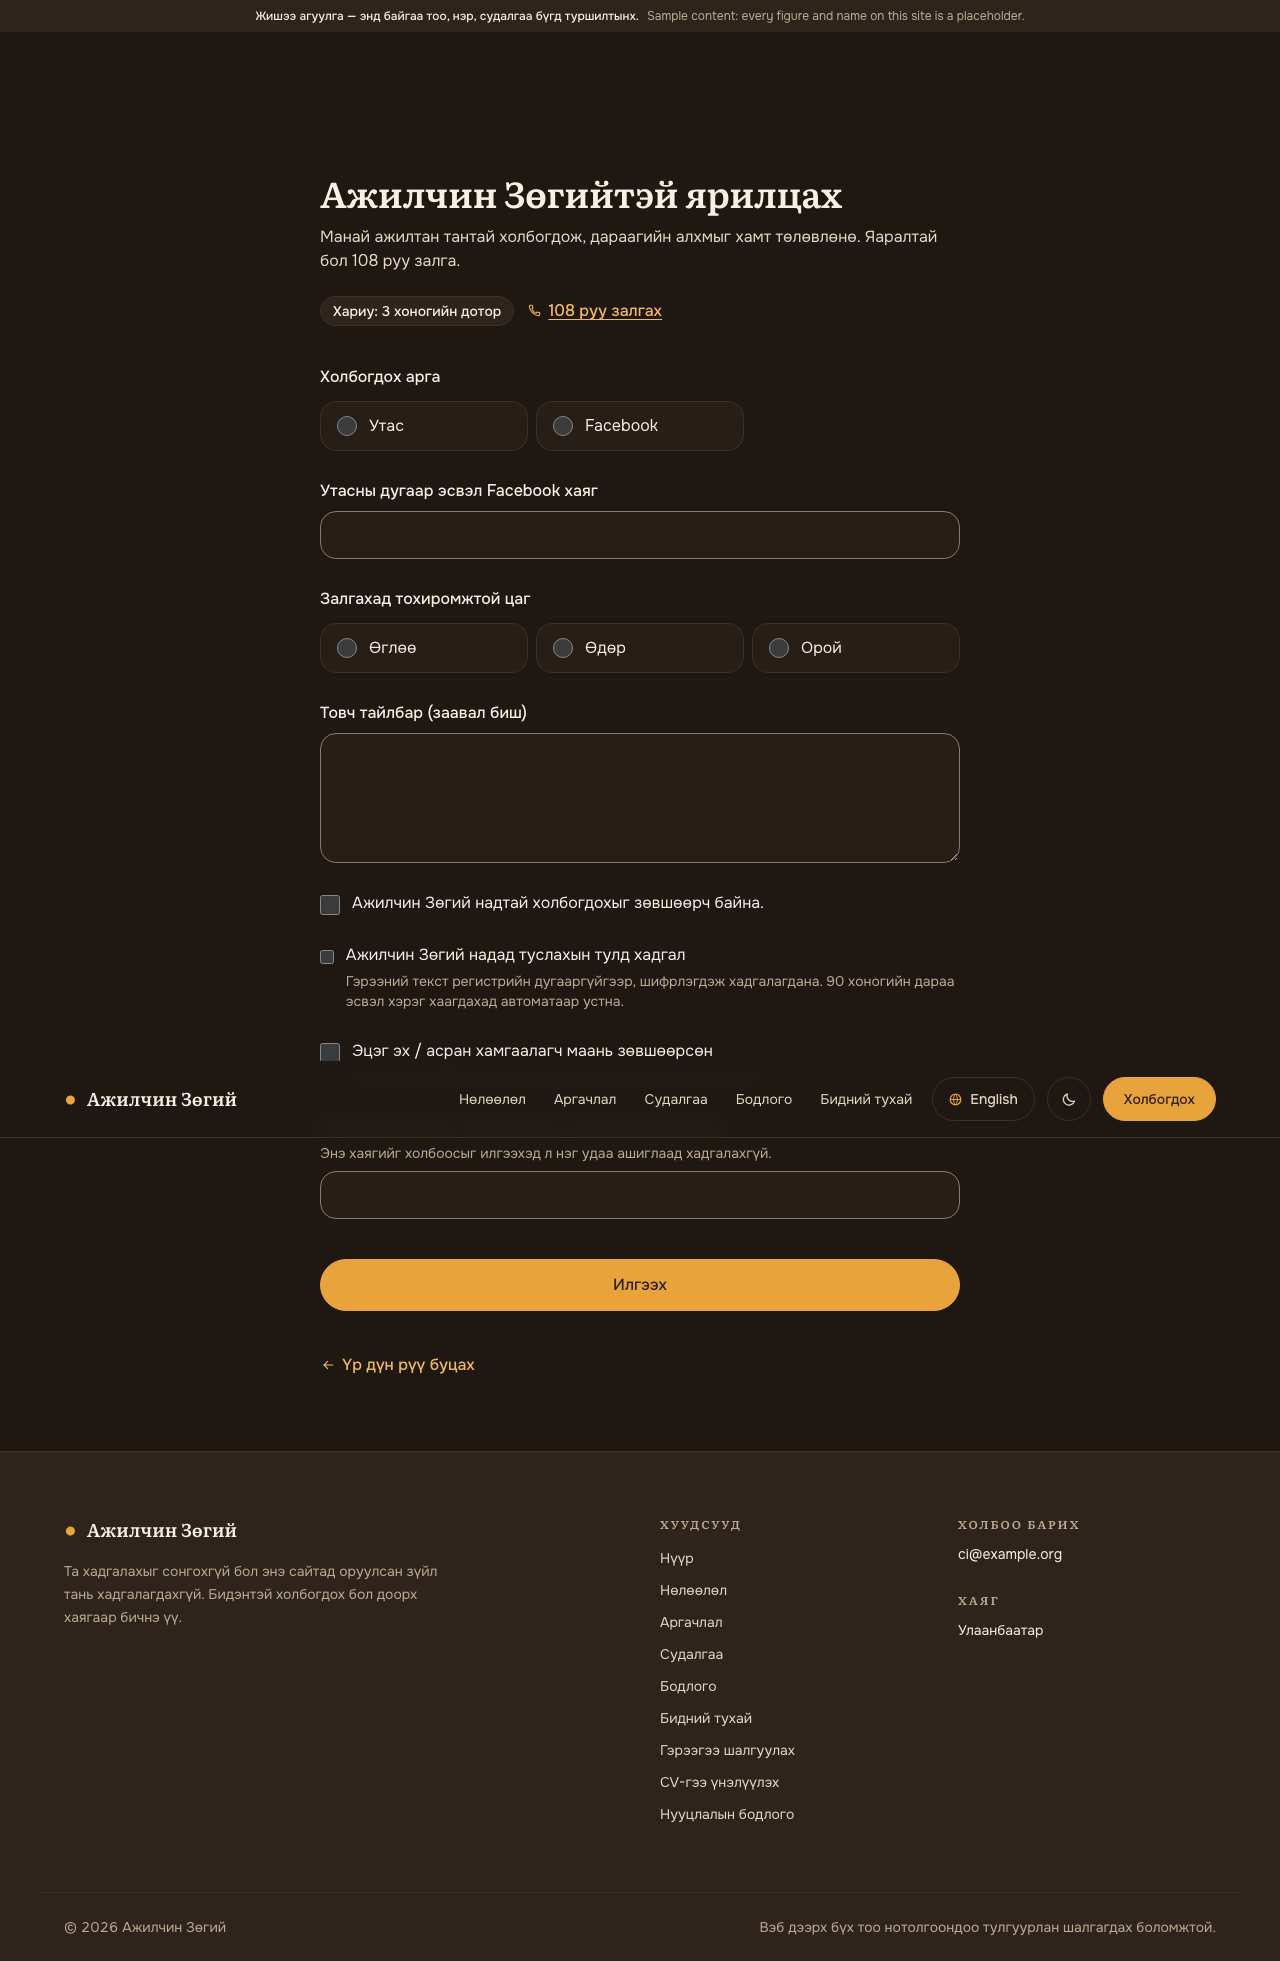 Жишээ агуулга — энд байгаа тоо, нэр, судалгаа бүгд туршилтынх. Sample content: every figure and name on this site is a placeholder.
Ажилчин Зөгийтэй ярилцах
Манай ажилтан тантай холбогдож, дараагийн алхмыг хамт төлөвлөнө. Яаралтай
бол 108 руу залга.
Хариу: 3 хоногийн дотор
108 руу залгах
Холбогдох арга
Утас
Facebook
Утасны дугаар эсвэл Facebook хаяг
Залгахад тохиромжтой цаг
Өглөө
Өдөр
Орой
Товч тайлбар (заавал биш)
Ажилчин Зөгий надтай холбогдохыг зөвшөөрч байна.
Ажилчин Зөгий надад туслахын тулд хадгал
Гэрээний текст регистрийн дугааргүйгээр, шифрлэгдэж хадгалагдана. 90 хоногийн дараа
эсвэл хэрэг хаагдахад автоматаар устна.
Эцэг эх / асран хамгаалагч маань зөвшөөрсөн
Ажилчин Зөгий
Нөлөөлөл
Аргачлал
Судалгаа
Бодлого
Бидний тухай
English
Холбогдох
Энэ хаягийг холбоосыг илгээхэд л нэг удаа ашиглаад хадгалахгүй.
Илгээх
← Үр дүн рүү буцах
Ажилчин Зөгий
Та хадгалахыг сонгохгүй бол энэ сайтад оруулсан зүйл
тань хадгалагдахгүй. Бидэнтэй холбогдох бол доорх
хаягаар бичнэ үү.
ХУУДСУУД
Нүүр
Нөлөөлөл
Аргачлал
Судалгаа
Бодлого
Бидний тухай
Гэрээгээ шалгуулах
CV-гээ үнэлүүлэх
Нууцлалын бодлого
ХОЛБОО БАРИХ
ci@example.org
ХАЯГ
Улаанбаатар
© 2026 Ажилчин Зөгий
Вэб дээрх бүх тоо нотолгоондоо тулгуурлан шалгагдах боломжтой.